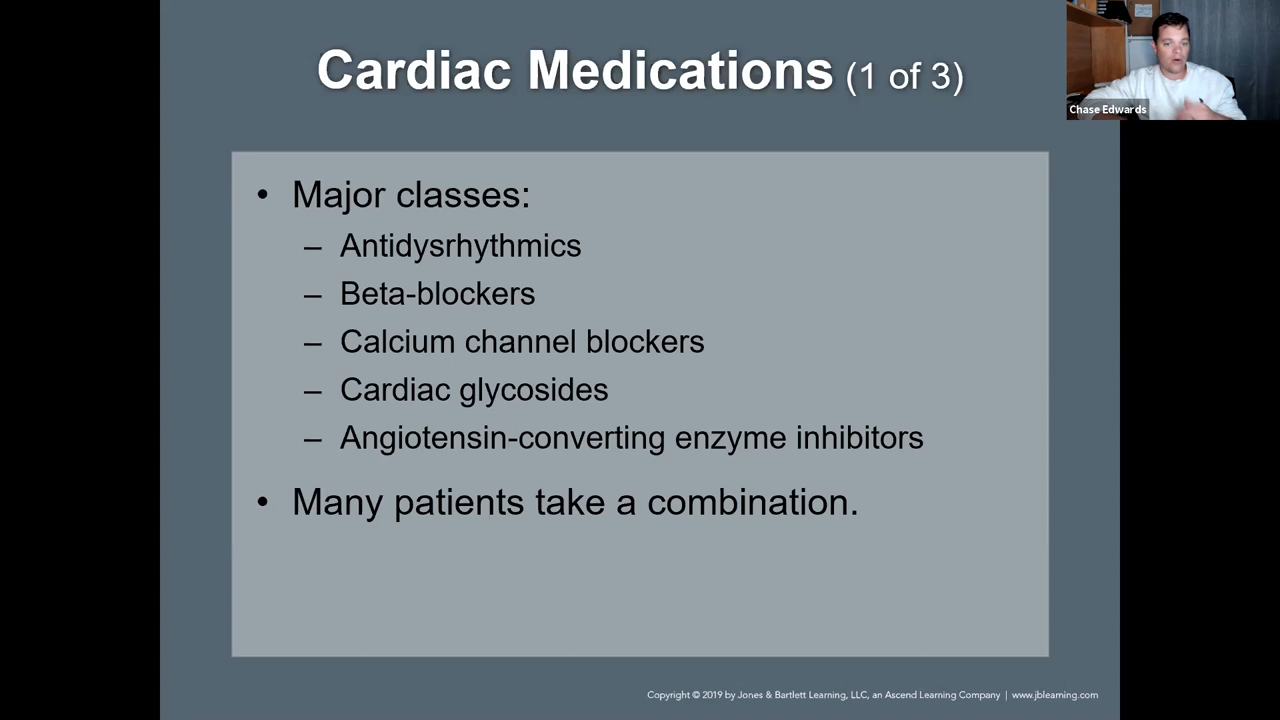 Cardiac Medications (1 of 3)
Chase Edwards
• Major classes:
– Antidysrhythmics
– Beta-blockers
– Calcium channel blockers
– Cardiac glycosides
– Angiotensin-converting enzyme inhibitors
• Many patients take a combination.
Copyright © 2019 by Jones & Bartlett Learning, LLC, an Ascend Learning Company | www.jblearning.com